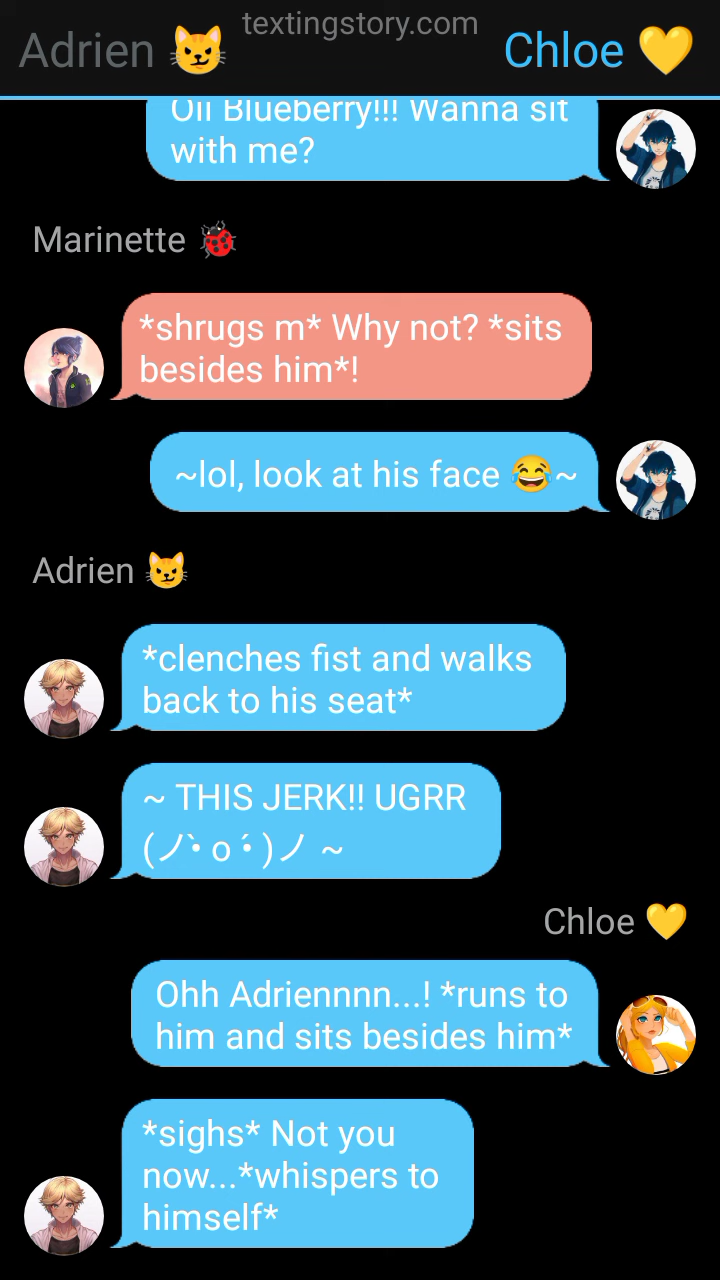 textingstory.com
Adrien 😼
Chloe 💛
Oii Blueberry!!! Wanna sit
with me?
Marinette 🐞
*shrugs m* Why not? *sits
besides him*!
~lol, look at his face 😂~
Adrien 😼
*clenches fist and walks
back to his seat*
~ THIS JERK!! UGRR
(ノ`• o •́ )ノ ~
Chloe 💛
Ohh Adriennnn...! *runs to
him and sits besides him*
*sighs* Not you
now...*whispers to
himself*